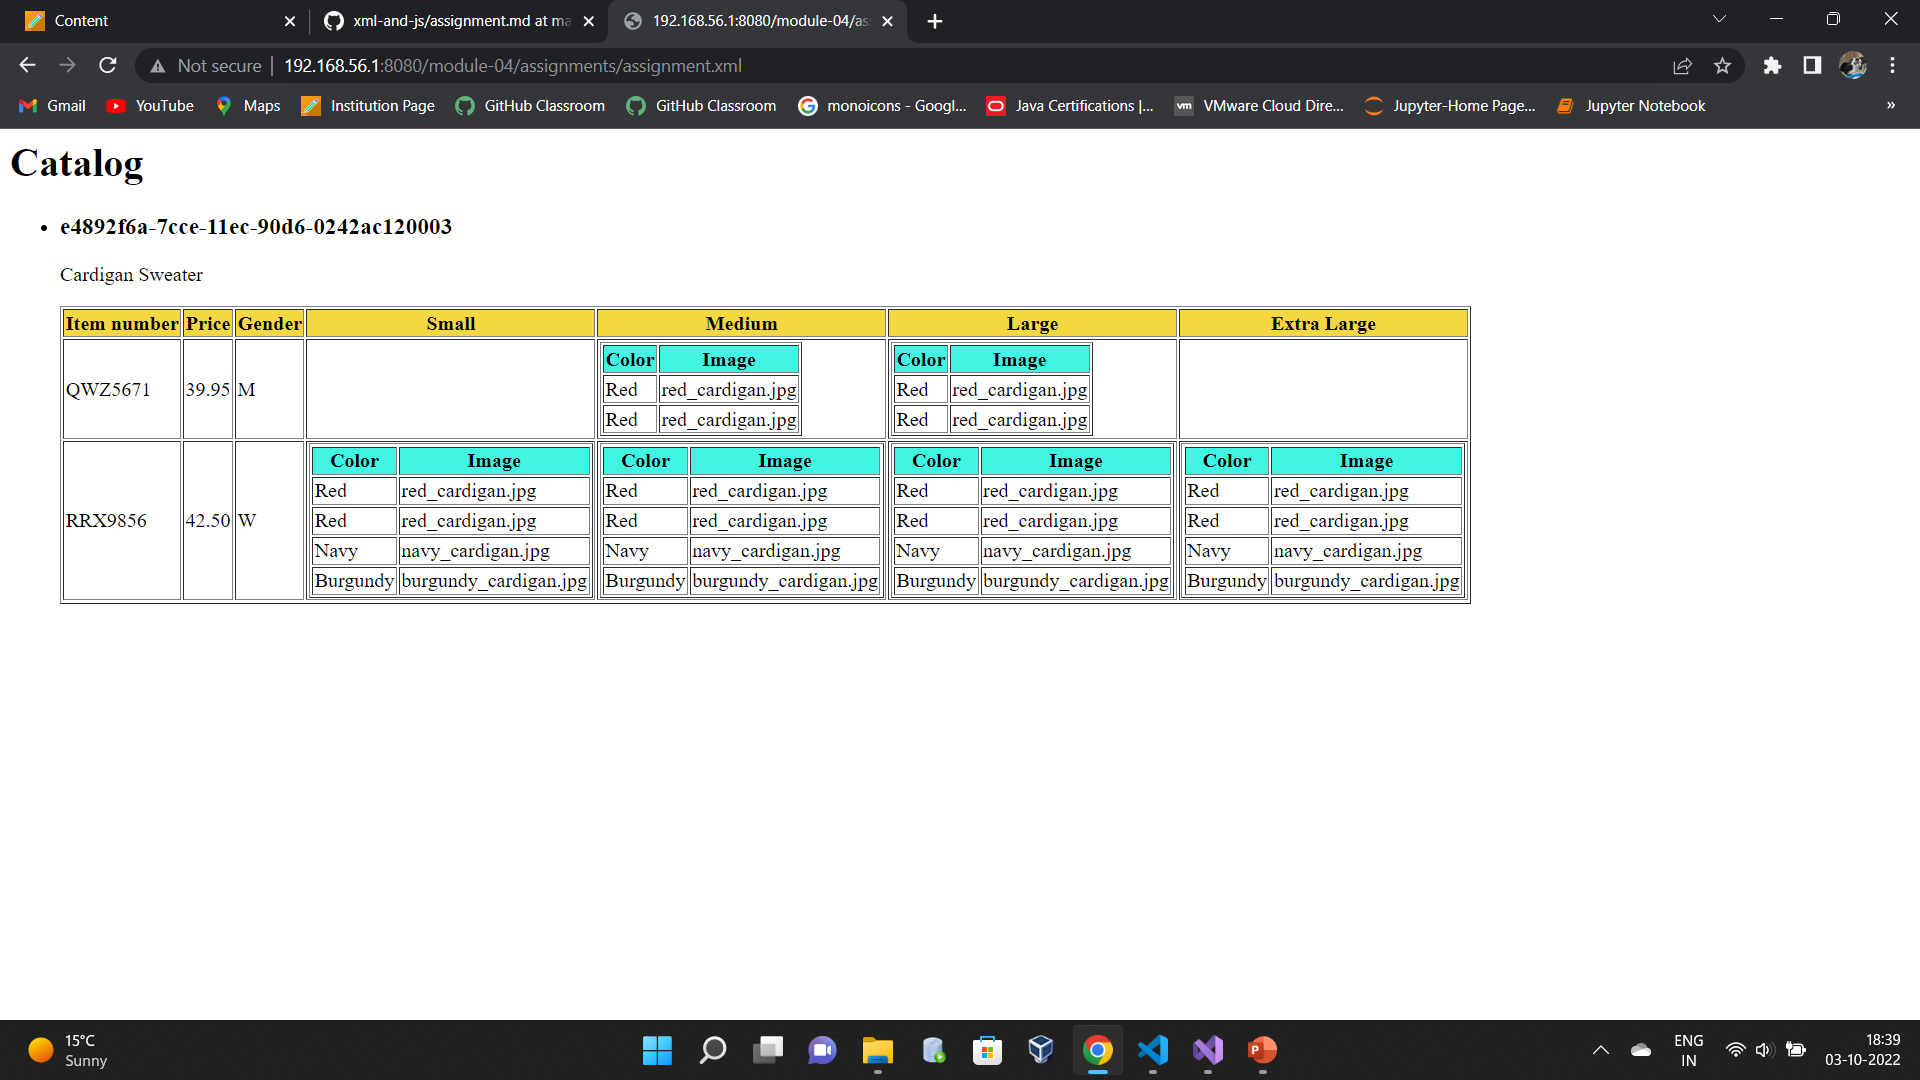 Content
xml-and-js/assignment.md at ma
192.168.56.1:8080/module-04/as
Not secure
192.168.56.1:8080/module-04/assignments/assignment.xml
Gmail YouTube Maps Institution Page GitHub Classroom GitHub Classroom monoicons - Googl... Java Certifications |... vm VMware Cloud Dire... Jupyter-Home Page... Jupyter Notebook »
Catalog
• e4892f6a-7cce-11ec-90d6-0242ac120003
Cardigan Sweater
Item number Price Gender Small Medium Large Extra Large
QWZ5671 39.95 M
Color Image
Red red_cardigan.jpg
Red red_cardigan.jpg
Color Image
Red red_cardigan.jpg
Red red_cardigan.jpg
RRX9856 42.50 W
Color Image
Red red_cardigan.jpg
Red red_cardigan.jpg
Navy navy_cardigan.jpg
Burgundy burgundy_cardigan.jpg
Color Image
Red red_cardigan.jpg
Red red_cardigan.jpg
Navy navy_cardigan.jpg
Burgundy burgundy_cardigan.jpg
Color Image
Red red_cardigan.jpg
Red red_cardigan.jpg
Navy navy_cardigan.jpg
Burgundy burgundy_cardigan.jpg
Color Image
Red red_cardigan.jpg
Red red_cardigan.jpg
Navy navy_cardigan.jpg
Burgundy burgundy_cardigan.jpg
15°C
Sunny
ENG
IN
18:39
03-10-2022